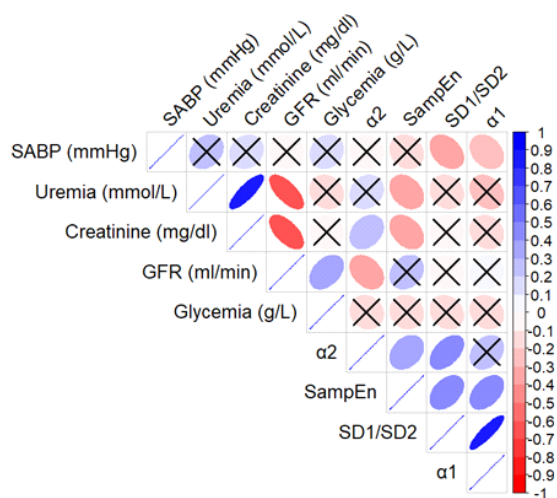 SABP (mmHg)
Uremia (mmol/L)
Creatinine (mg/dl)
GFR (ml/min)
Glycemia (g/L)
α2
SampEn
SD1/SD2
α1
SABP (mmHg)
Uremia (mmol/L)
Creatinine (mg/dl)
GFR (ml/min)
Glycemia (g/L)
α2
SampEn
SD1/SD2
α1
1
0.9
0.8
0.7
0.6
0.5
0.4
0.3
0.2
0.1
0
-0.1
-0.2
-0.3
-0.4
-0.5
-0.6
-0.7
-0.8
-0.9
-1